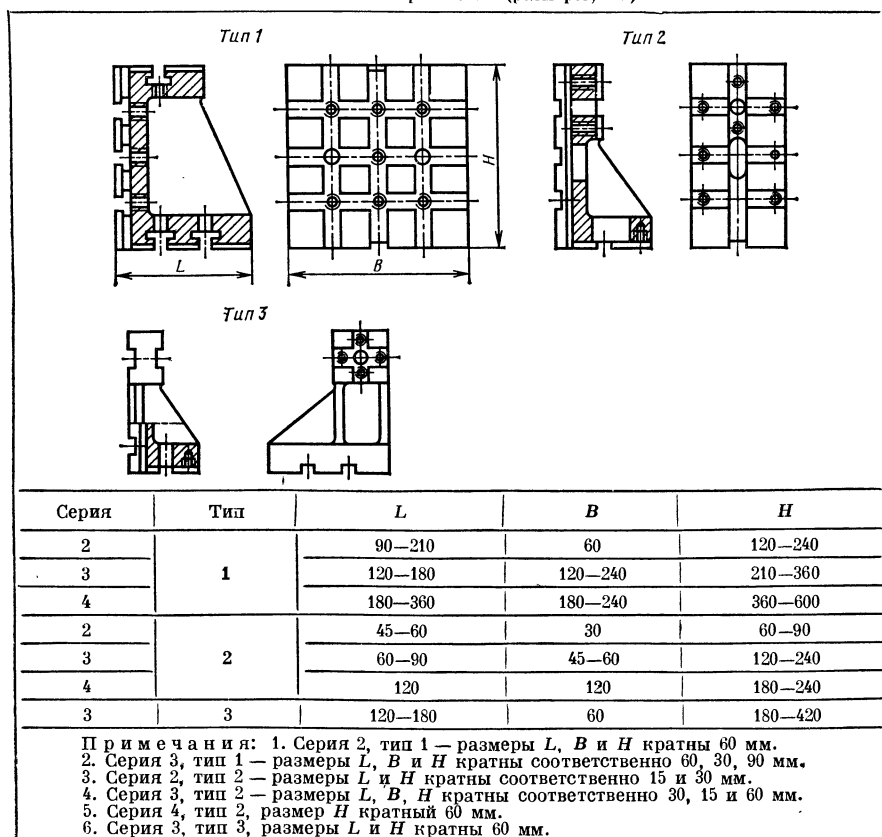 Тип 1
Тип 2
H
L
B
Тип 3
Серия Тип L B H
2 90—210 60 120—240
3 1 120—180 120—240 210—360
4 180—360 180—240 360—600
2 45—60 30 60—90
3 2 60—90 45—60 120—240
4 120 120 180—240
3 3 120—180 60 180—420
Примечания: 1. Серия 2, тип 1 — размеры L, B и H кратны 60 мм.
2. Серия 3, тип 1 — размеры L, B и H кратны соответственно 60, 30, 90 мм.
3. Серия 2, тип 2 — размеры L и H кратны соответственно 15 и 30 мм.
4. Серия 3, тип 2 — размеры L, B, H кратны соответственно 30, 15 и 60 мм.
5. Серия 4, тип 2, размер H кратный 60 мм.
6. Серия 3, тип 3, размеры L и H кратны 60 мм.